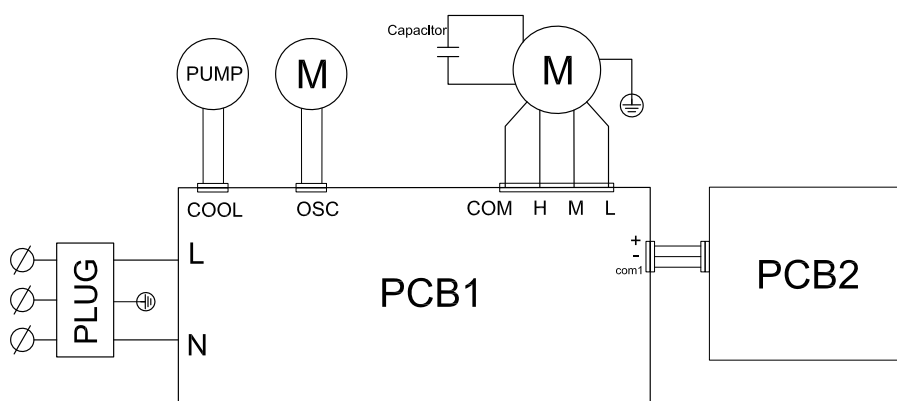 Capacitor
PUMP
M
M
COOL
OSC
COM H M L
PLUG
L
N
PCB1
+
-
com1
PCB2